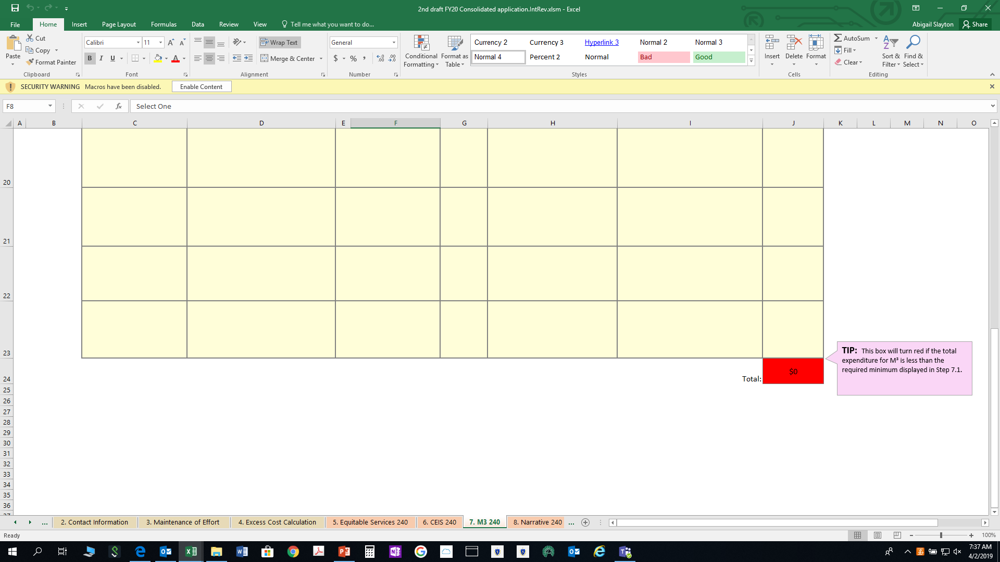 2nd draft FY20 Consolidated application.IntRev.xlsm - Excel
File Home Insert Page Layout Formulas Data Review View Tell me what you want to do... Abigail Slayton Share
Paste
Cut
Copy
Format Painter
Clipboard
Calibri 11
B I U
Font
Wrap Text
Merge & Center
Alignment
General
$ %
Number
Conditional Formatting
Format as Table
Currency 2 Currency 3 Hyperlink 3 Normal 2 Normal 3
Normal 4 Percent 2 Normal Bad Good
Styles
Insert Delete Format
Cells
AutoSum
Fill
Clear
Sort & Filter
Find & Select
Editing
SECURITY WARNING Macros have been disabled. Enable Content
F8 fx Select One
A B C D E F G H I J K L M N O
20
21
22
23
24
25
26
27
28
29
30
31
32
33
34
35
36
37
TIP: This box will turn red if the total
expenditure for M³ is less than the
required minimum displayed in Step 7.1.
Total: $0
... 2. Contact Information 3. Maintenance of Effort 4. Excess Cost Calculation 5. Equitable Services 240 6. CEIS 240 7. M3 240 8. Narrative 240 ...
Ready 100%
7:37 AM
4/2/2019